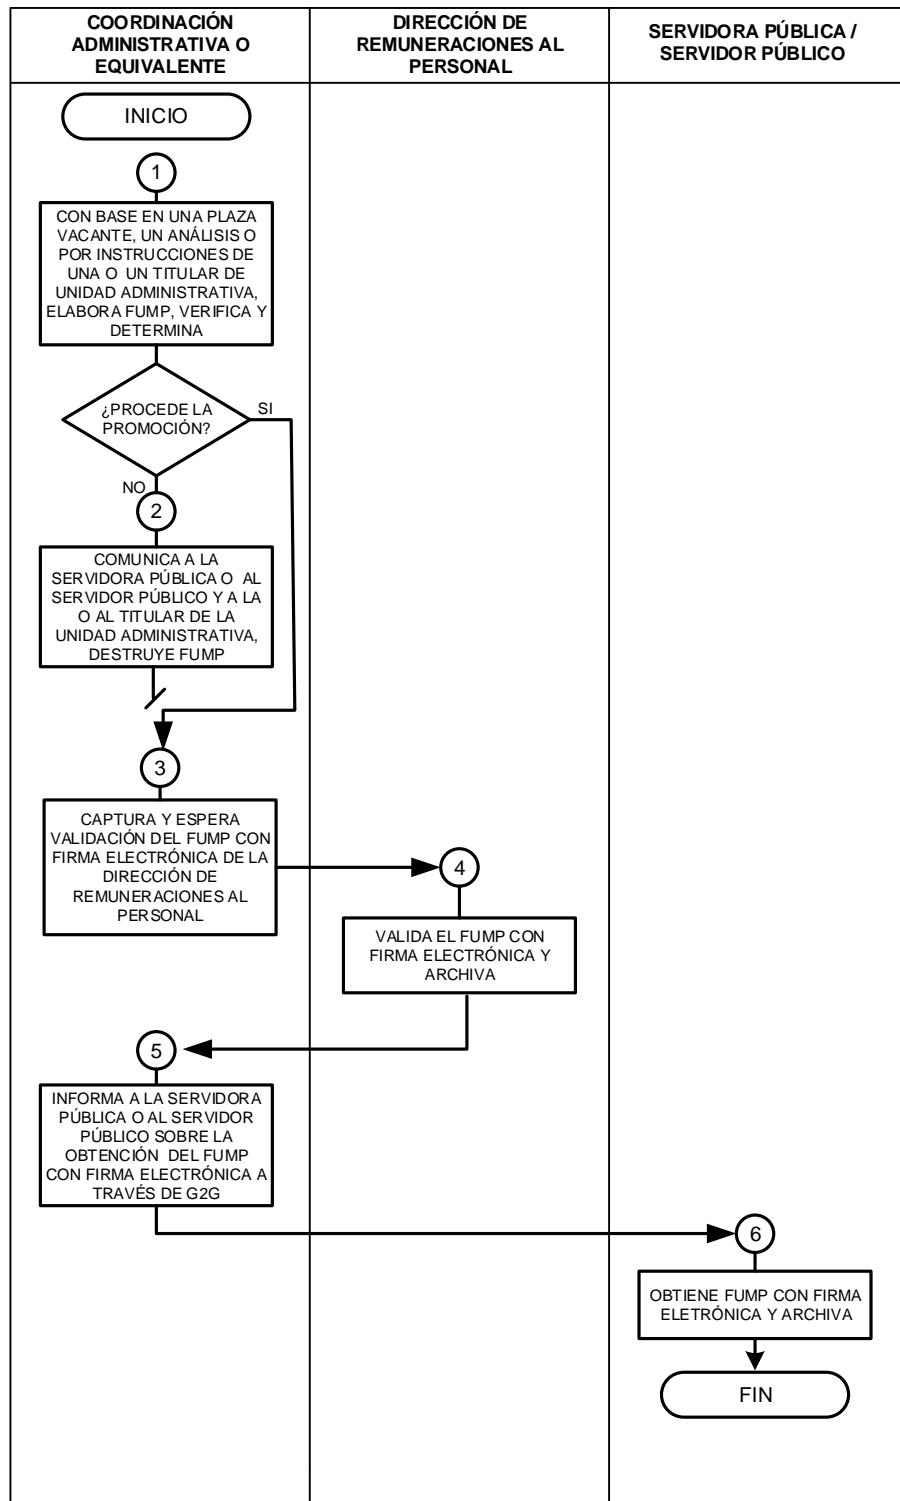 COORDINACIÓN
ADMINISTRATIVA O
EQUIVALENTE
DIRECCIÓN DE
REMUNERACIONES AL
PERSONAL
SERVIDORA PÚBLICA /
SERVIDOR PÚBLICO
INICIO
1
CON BASE EN UNA PLAZA
VACANTE, UN ANÁLISIS O
POR INSTRUCCIONES DE
UNA O UN TITULAR DE
UNIDAD ADMINISTRATIVA,
ELABORA FUMP, VERIFICA Y
DETERMINA
¿PROCEDE LA
PROMOCIÓN?
SI
NO
2
COMUNICA A LA
SERVIDORA PÚBLICA O AL
SERVIDOR PÚBLICO Y A LA
O AL TITULAR DE LA
UNIDAD ADMINISTRATIVA,
DESTRUYE FUMP
3
CAPTURA Y ESPERA
VALIDACIÓN DEL FUMP CON
FIRMA ELECTRÓNICA DE LA
DIRECCIÓN DE
REMUNERACIONES AL
PERSONAL
4
VALIDA EL FUMP CON
FIRMA ELECTRÓNICA Y
ARCHIVA
5
INFORMA A LA SERVIDORA
PÚBLICA O AL SERVIDOR
PÚBLICO SOBRE LA
OBTENCIÓN DEL FUMP
CON FIRMA ELECTRÓNICA A
TRAVÉS DE G2G
6
OBTIENE FUMP CON FIRMA
ELETRÓNICA Y ARCHIVA
FIN